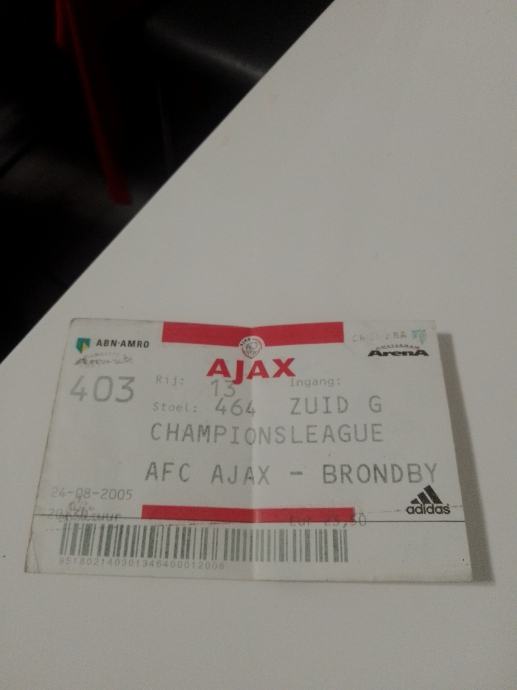 ABN·AMRO
AMSTERDAM
ArenA
AJAX
403
Rij: 13
Ingang:
Stoel: 464
ZUID G
CHAMPIONSLEAGUE
AFC AJAX - BRONDBY
24-08-2005
adidas